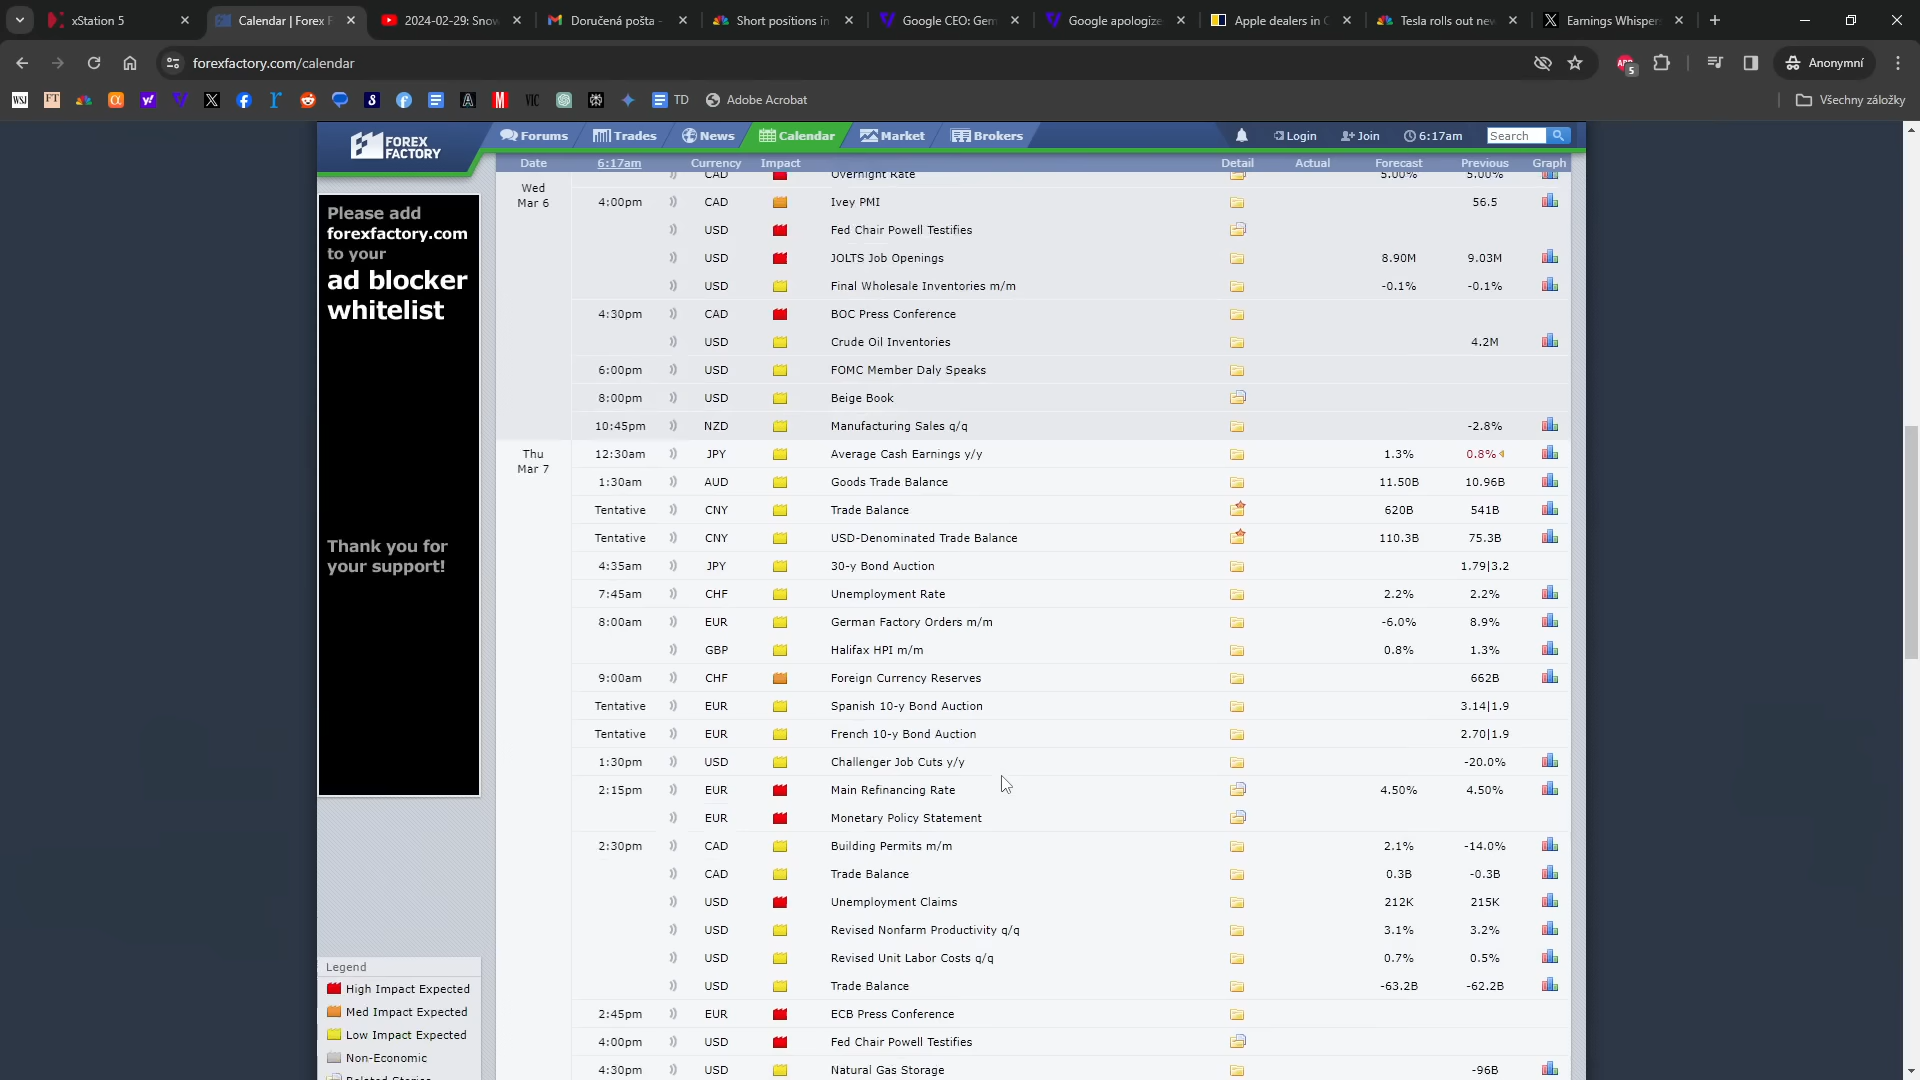 xStation 5
Calendar | Forex F
2024-02-29: Snow
Doručená pošta -
Short positions in
Google CEO: Gem
Google apologize
Apple dealers in C
Tesla rolls out new
Earnings Whisper
forexfactory.com/calendar
5
Anonymní
WSJ
FT
VIC
TD
Adobe Acrobat
Všechny záložky
FOREX
FACTORY
Forums
Trades
News
Calendar
Market
Brokers
Login
Join
6:17am
Search
Date 6:17am Currency Impact Detail Actual Forecast Previous Graph
CAD Overnight Rate 5.00% 5.00%
Wed
Mar 6
4:00pm CAD Ivey PMI 56.5
USD Fed Chair Powell Testifies
USD JOLTS Job Openings 8.90M 9.03M
USD Final Wholesale Inventories m/m -0.1% -0.1%
4:30pm CAD BOC Press Conference
USD Crude Oil Inventories 4.2M
6:00pm USD FOMC Member Daly Speaks
8:00pm USD Beige Book
10:45pm NZD Manufacturing Sales q/q -2.8%
Thu
Mar 7
12:30am JPY Average Cash Earnings y/y 1.3% 0.8%
1:30am AUD Goods Trade Balance 11.50B 10.96B
Tentative CNY Trade Balance 620B 541B
Tentative CNY USD-Denominated Trade Balance 110.3B 75.3B
4:35am JPY 30-y Bond Auction 1.79|3.2
7:45am CHF Unemployment Rate 2.2% 2.2%
8:00am EUR German Factory Orders m/m -6.0% 8.9%
GBP Halifax HPI m/m 0.8% 1.3%
9:00am CHF Foreign Currency Reserves 662B
Tentative EUR Spanish 10-y Bond Auction 3.14|1.9
Tentative EUR French 10-y Bond Auction 2.70|1.9
1:30pm USD Challenger Job Cuts y/y -20.0%
2:15pm EUR Main Refinancing Rate 4.50% 4.50%
EUR Monetary Policy Statement
2:30pm CAD Building Permits m/m 2.1% -14.0%
CAD Trade Balance 0.3B -0.3B
USD Unemployment Claims 212K 215K
USD Revised Nonfarm Productivity q/q 3.1% 3.2%
USD Revised Unit Labor Costs q/q 0.7% 0.5%
USD Trade Balance -63.2B -62.2B
2:45pm EUR ECB Press Conference
4:00pm USD Fed Chair Powell Testifies
4:30pm USD Natural Gas Storage -96B
Please add
forexfactory.com
to your
ad blocker
whitelist
Thank you for
your support!
Legend
High Impact Expected
Med Impact Expected
Low Impact Expected
Non-Economic
Related Stories